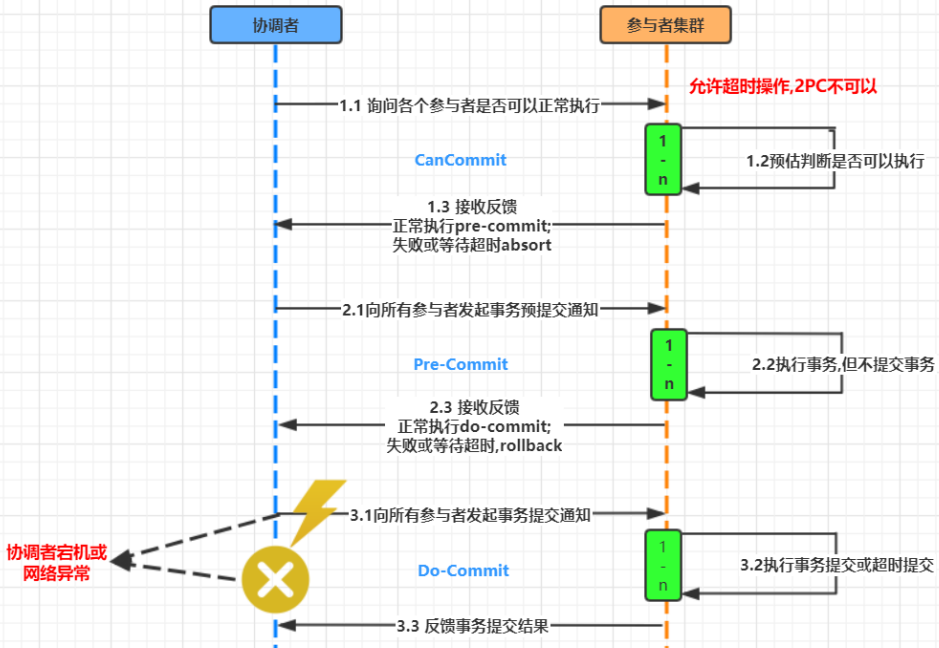 协调者
参与者集群
允许超时操作,2PC不可以
1.1 询问各个参与者是否可以正常执行
CanCommit
1
-
n
1.2预估判断是否可以执行
1.3 接收反馈
正常执行pre-commit;
失败或等待超时absort
2.1向所有参与者发起事务预提交通知
Pre-Commit
1
-
n
2.2执行事务,但不提交事务
2.3 接收反馈
正常执行do-commit;
失败或等待超时,rollback
3.1向所有参与者发起事务提交通知
协调者宕机或
网络异常
Do-Commit
1
-
n
3.2执行事务提交或超时提交
3.3 反馈事务提交结果